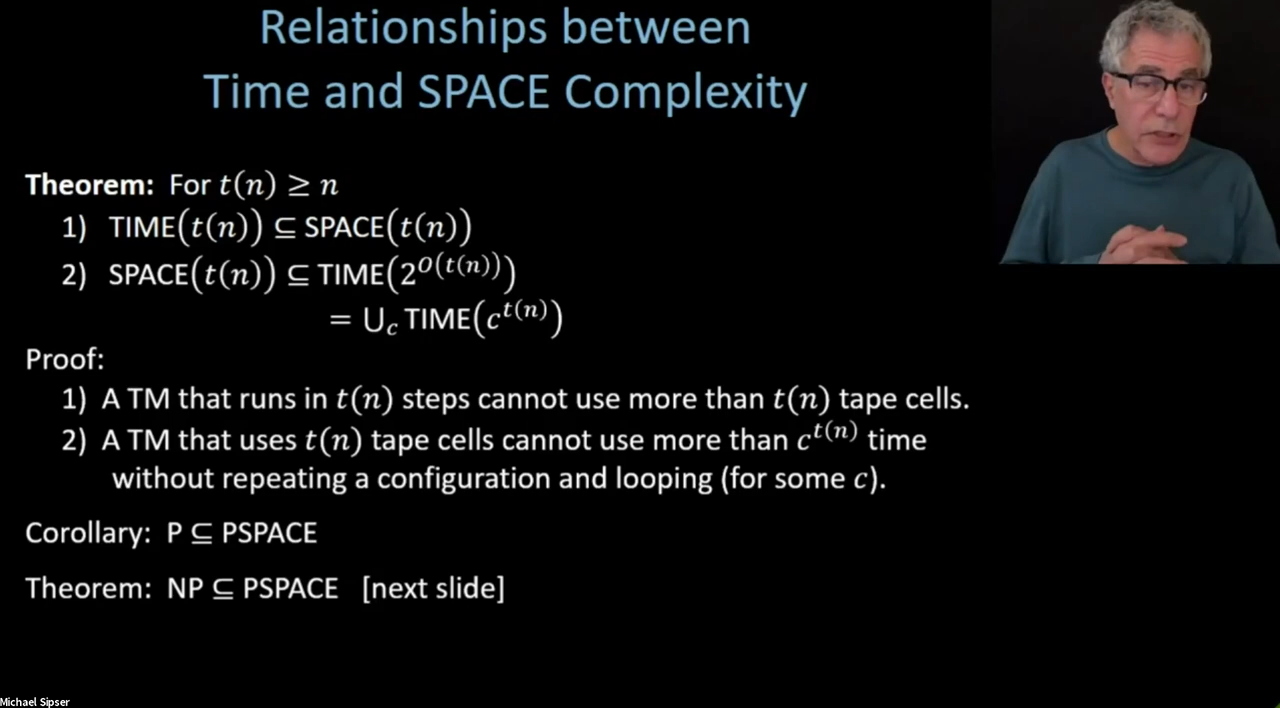 Relationships between
Time and SPACE Complexity
Theorem: For t(n) ≥ n
1) TIME(t(n)) ⊆ SPACE(t(n))
2) SPACE(t(n)) ⊆ TIME(2^{O(t(n))})
= ∪_c TIME(c^{t(n)})
Proof:
1) A TM that runs in t(n) steps cannot use more than t(n) tape cells.
2) A TM that uses t(n) tape cells cannot use more than c^{t(n)} time
without repeating a configuration and looping (for some c).
Corollary: P ⊆ PSPACE
Theorem: NP ⊆ PSPACE [next slide]
Michael Sipser